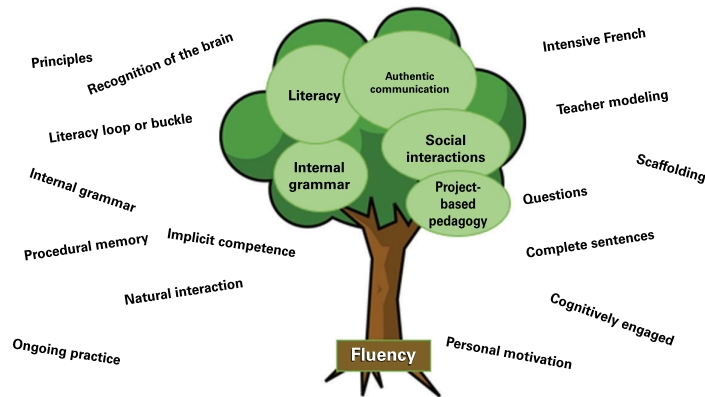 Principles
Recognition of the brain
Literacy loop or buckle
Internal grammar
Procedural memory
Implicit competence
Natural interaction
Ongoing practice
Literacy
Authentic
communication
Social
interactions
Internal
grammar
Project-
based
pedagogy
Fluency
Intensive French
Teacher modeling
Scaffolding
Questions
Complete sentences
Cognitively engaged
Personal motivation